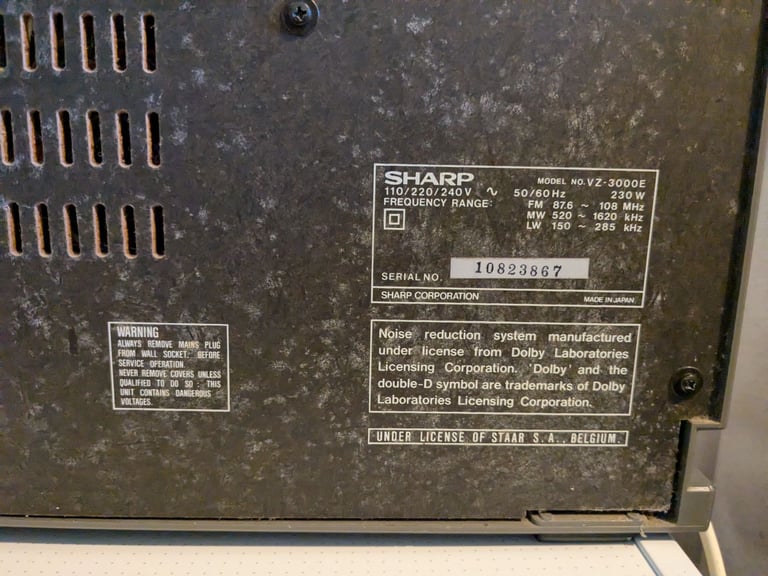 SHARP MODEL NO. VZ-3000E
110/220/240V ~ 50/60Hz 230W
FREQUENCY RANGE: FM 87.6 ~ 108 MHz
MW 520 ~ 1620 kHz
LW 150 ~ 285 kHz
SERIAL NO. 10823867
SHARP CORPORATION MADE IN JAPAN
WARNING
ALWAYS REMOVE MAINS PLUG
FROM WALL SOCKET: BEFORE
SERVICE OPERATION.
NEVER REMOVE COVERS UNLESS
QUALIFIED TO DO SO : THIS
UNIT CONTAINS DANGEROUS
VOLTAGES.
Noise reduction system manufactured
under license from Dolby Laboratories
Licensing Corporation. 'Dolby' and the
double-D symbol are trademarks of Dolby
Laboratories Licensing Corporation.
UNDER LICENSE OF STAAR S.A., BELGIUM.